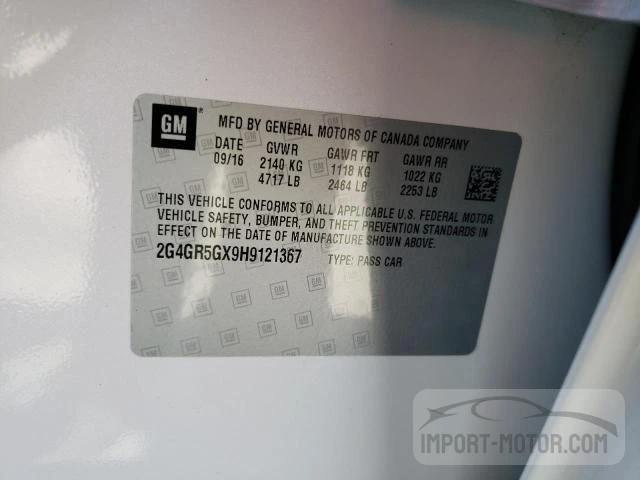 GM ® MFD BY GENERAL MOTORS OF CANADA COMPANY
DATE GVWR GAWR FRT GAWR RR
09/16 2140 KG 1118 KG 1022 KG
4717 LB 2464 LB 2253 LB
THIS VEHICLE CONFORMS TO ALL APPLICABLE U.S. FEDERAL MOTOR
VEHICLE SAFETY, BUMPER, AND THEFT PREVENTION STANDARDS IN
EFFECT ON THE DATE OF MANUFACTURE SHOWN ABOVE.
2G4GR5GX9H9121367 TYPE: PASS CAR
IMPORT-MOTOR.COM